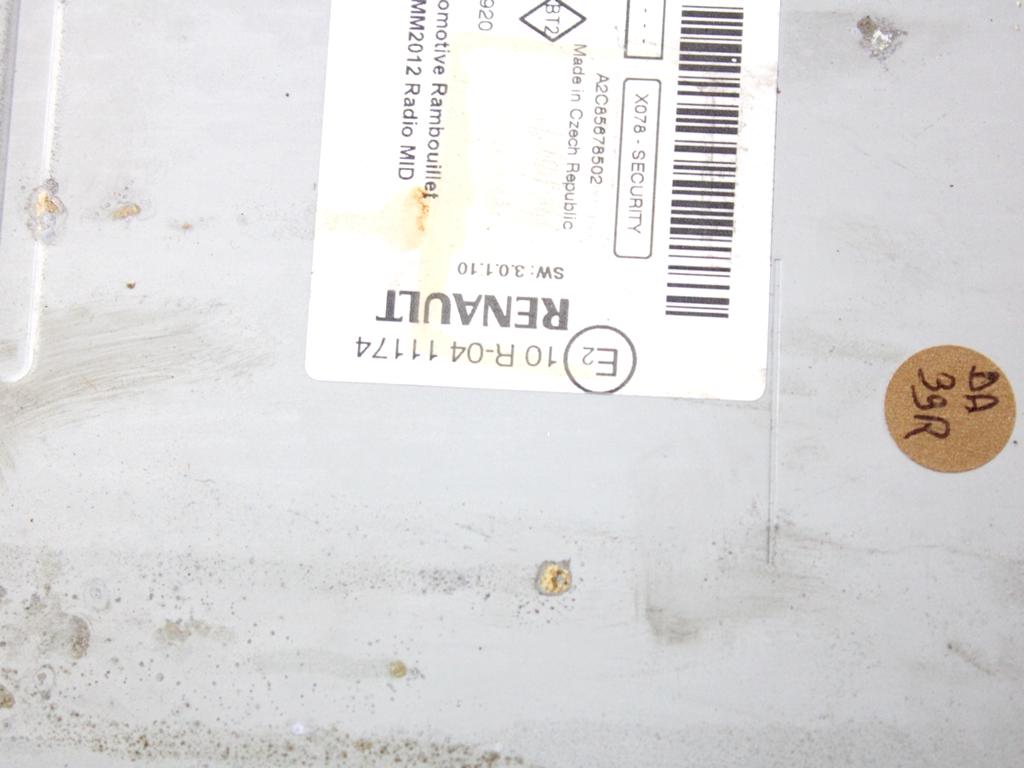 920
omotive Rambouillet
MM2012 Radio MID
BT2
Made in Czech Republic
A2C85678502
X078 - SECURITY
SW: 3.0.1.10
RENAULT
E2 10 R-04 11174
DA
39R